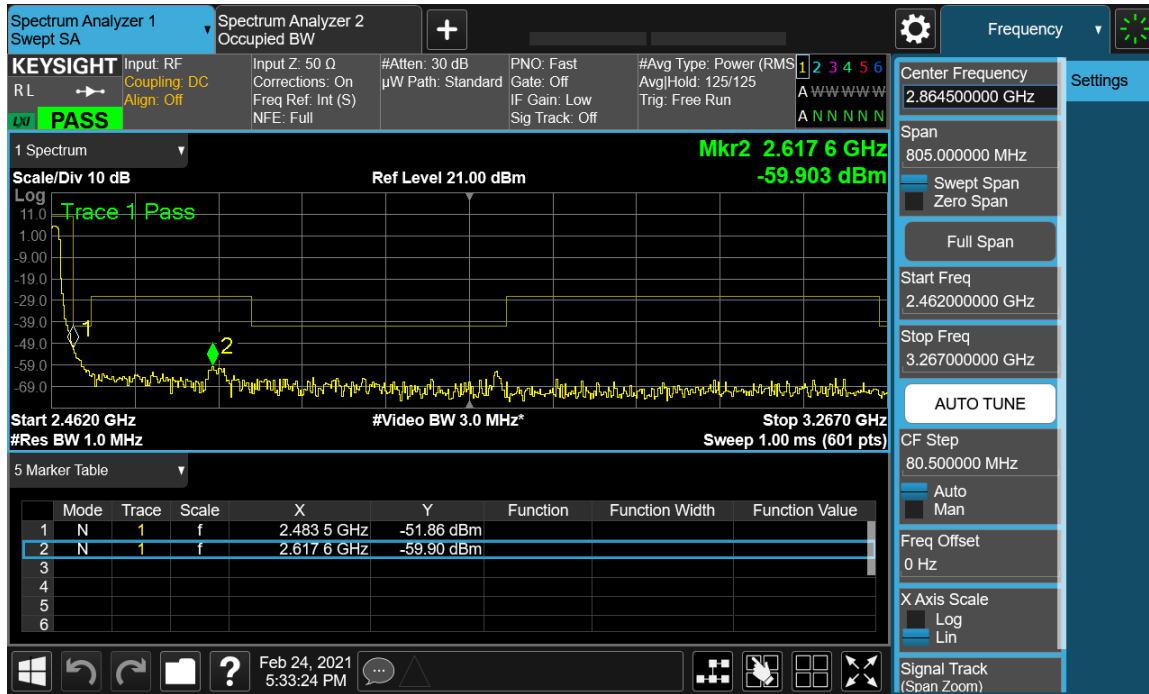 Spectrum Analyzer 1
Swept SA
Spectrum Analyzer 2
Occupied BW
Frequency
KEYSIGHT
RL
LXI
PASS
Input: RF
Coupling: DC
Align: Off
Input Z: 50 Ω
Corrections: On
Freq Ref: Int (S)
NFE: Full
#Atten: 30 dB
µW Path: Standard
PNO: Fast
Gate: Off
IF Gain: Low
Sig Track: Off
#Avg Type: Power (RMS
Avg|Hold: 125/125
Trig: Free Run
1 2 3 4 5 6
A W W W W W
A N N N N N
1 Spectrum
Scale/Div 10 dB
Ref Level 21.00 dBm
Mkr2 2.617 6 GHz
-59.903 dBm
Log
Trace 1 Pass
11.0
1.00
-9.00
-19.0
-29.0
-39.0
-49.0
-59.0
-69.0
1
2
Start 2.4620 GHz
#Res BW 1.0 MHz
#Video BW 3.0 MHz*
Stop 3.2670 GHz
Sweep 1.00 ms (601 pts)
5 Marker Table
Mode Trace Scale X Y Function Function Width Function Value
1 N 1 f 2.483 5 GHz -51.86 dBm
2 N 1 f 2.617 6 GHz -59.90 dBm
3
4
5
6
?
Feb 24, 2021
5:33:24 PM
Center Frequency
2.864500000 GHz
Span
805.000000 MHz
Swept Span
Zero Span
Full Span
Start Freq
2.462000000 GHz
Stop Freq
3.267000000 GHz
AUTO TUNE
CF Step
80.500000 MHz
Auto
Man
Freq Offset
0 Hz
X Axis Scale
Log
Lin
Signal Track
(Span Zoom)
Settings